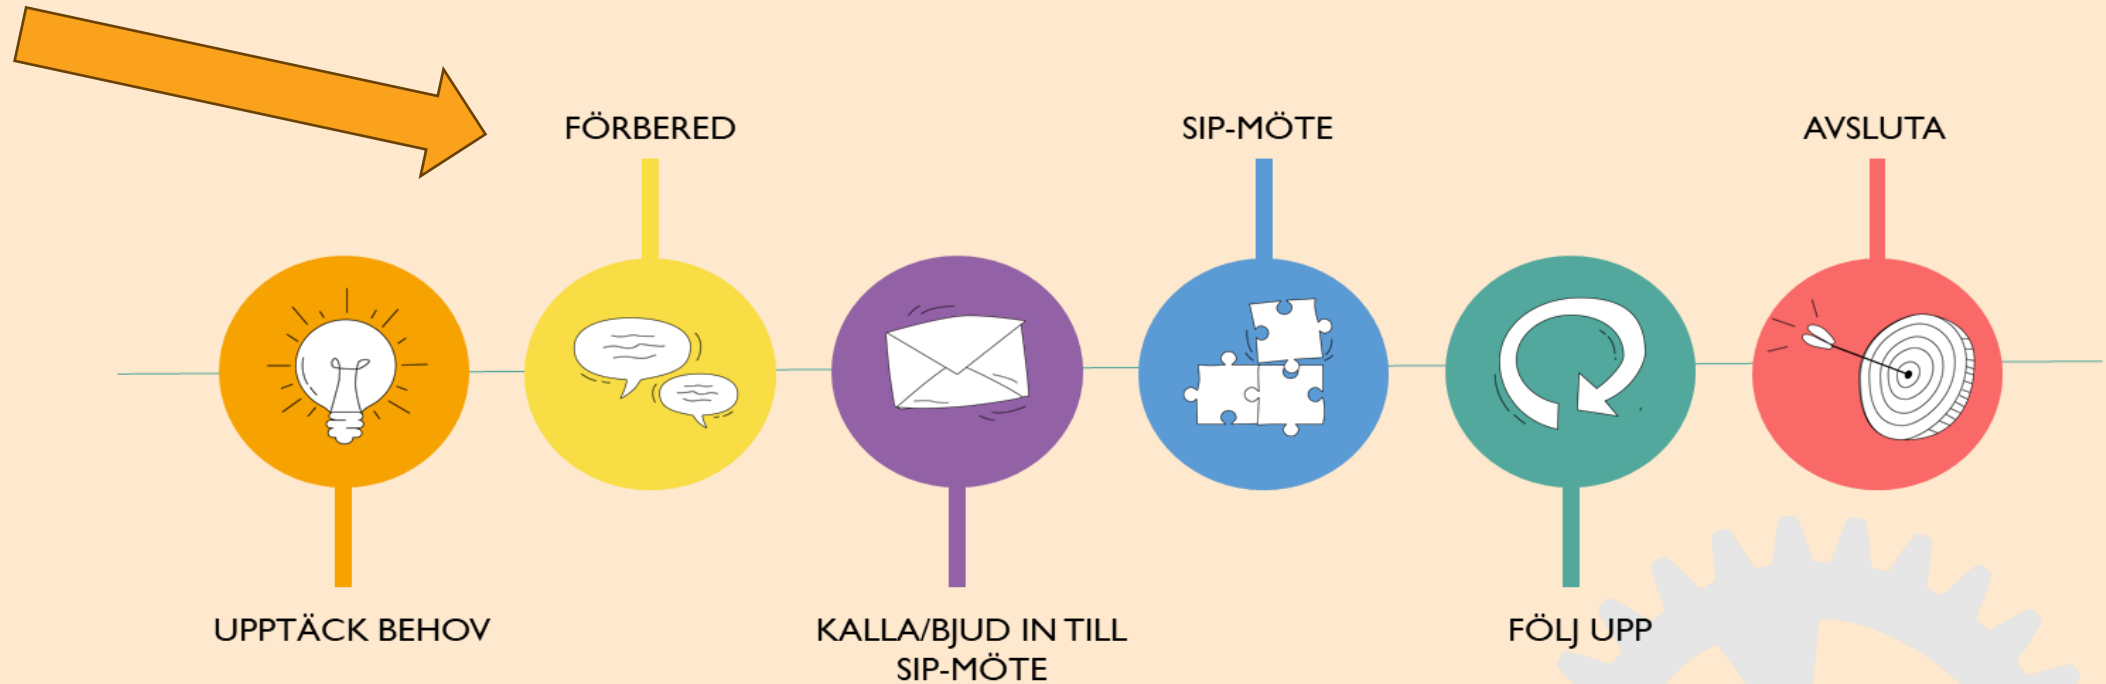 FÖRBERED
SIP-MÖTE
AVSLUTA
UPPTÄCK BEHOV
KALLA/BJUD IN TILL
SIP-MÖTE
FÖLJ UPP